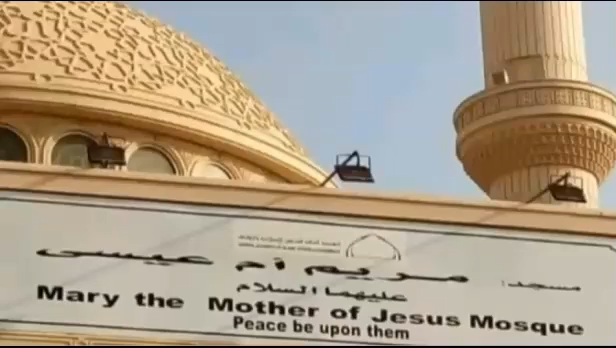 مسجد: مريم أم عيسى
عليهما السلام
Mary the Mother of Jesus Mosque
Peace be upon them